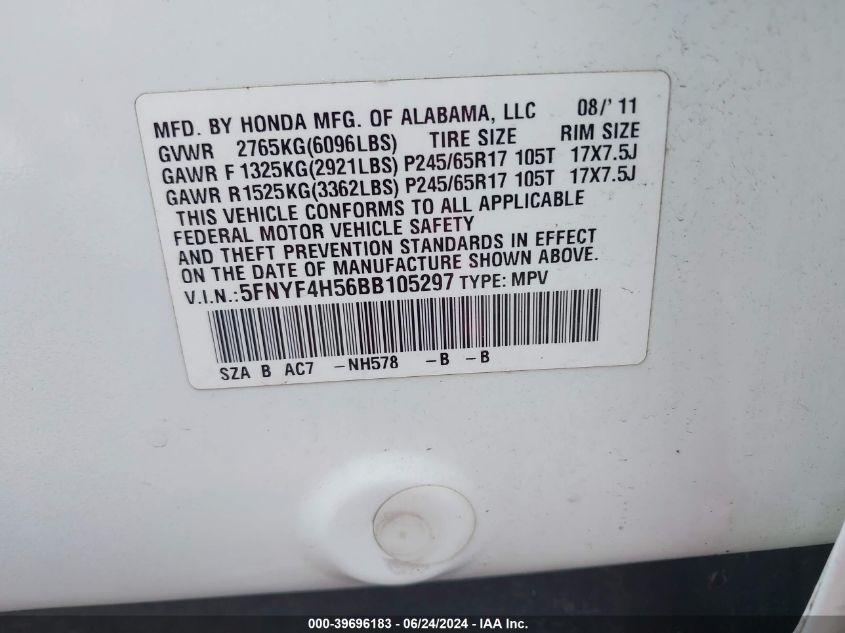 MFD. BY HONDA MFG. OF ALABAMA, LLC 08/'11
GVWR 2765KG(6096LBS) TIRE SIZE RIM SIZE
GAWR F 1325KG(2921LBS) P245/65R17 105T 17X7.5J
GAWR R 1525KG(3362LBS) P245/65R17 105T 17X7.5J
THIS VEHICLE CONFORMS TO ALL APPLICABLE
FEDERAL MOTOR VEHICLE SAFETY
AND THEFT PREVENTION STANDARDS IN EFFECT
ON THE DATE OF MANUFACTURE SHOWN ABOVE.
V.I.N.:5FNYF4H56BB105297 TYPE: MPV
SZA B AC7 -NH578 -B -B
000-39696183 / 06/24/2024 - IAA Inc.